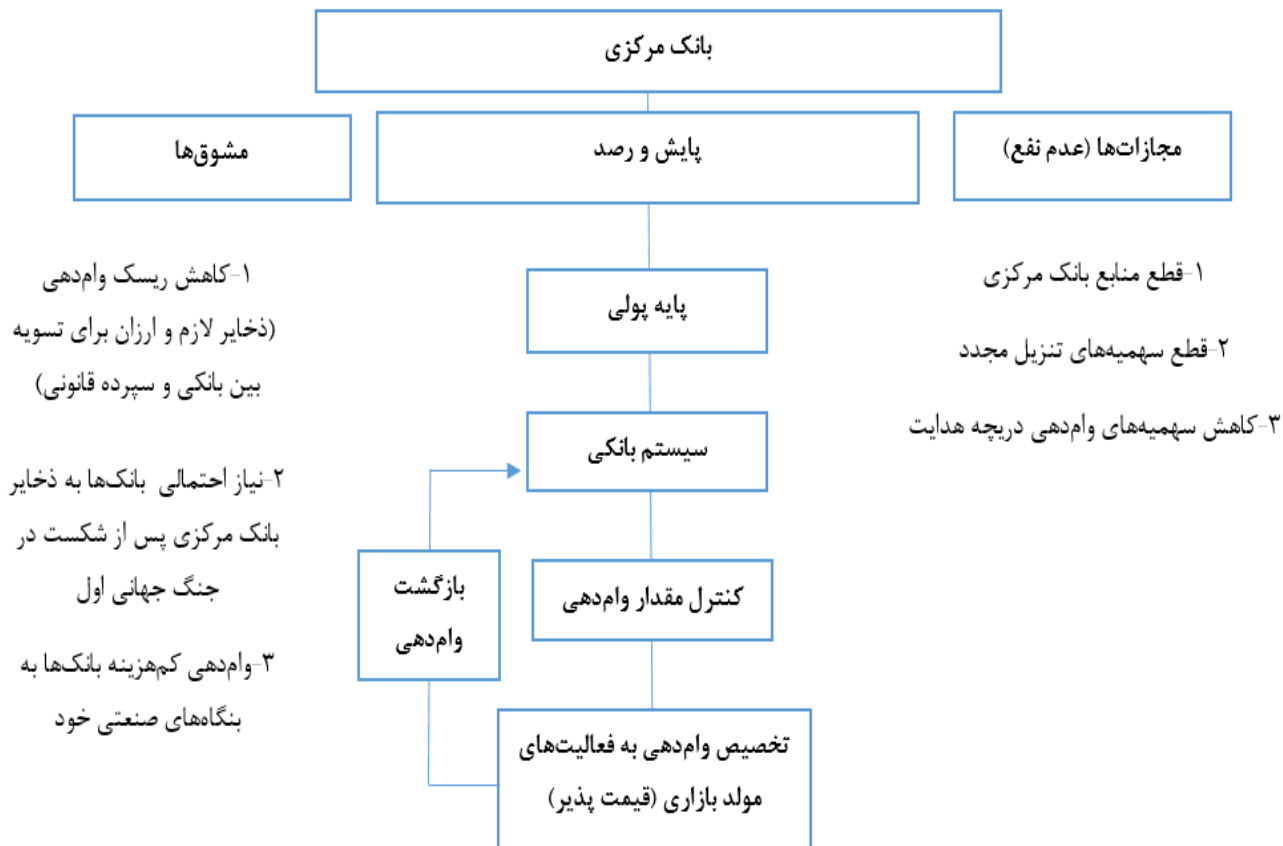 بانک مرکزی
مجازات‌ها (عدم نفع)
پایش و رصد
مشوق‌ها
۱-قطع منابع بانک مرکزی
۲-قطع سهمیه‌های تنزیل مجدد
۳-کاهش سهمیه‌های وام‌دهی دریچه هدایت
پایه پولی
سیستم بانکی
کنترل مقدار وام‌دهی
تخصیص وام‌دهی به فعالیت‌های
مولد بازاری (قیمت پذیر)
بازگشت
وام‌دهی
۱-کاهش ریسک وام‌دهی
(ذخایر لازم و ارزان برای تسویه
بین بانکی و سپرده قانونی)
۲-نیاز احتمالی بانک‌ها به ذخایر
بانک مرکزی پس از شکست در
جنگ جهانی اول
۳-وام‌دهی کم‌هزینه بانک‌ها به
بنگاه‌های صنعتی خود